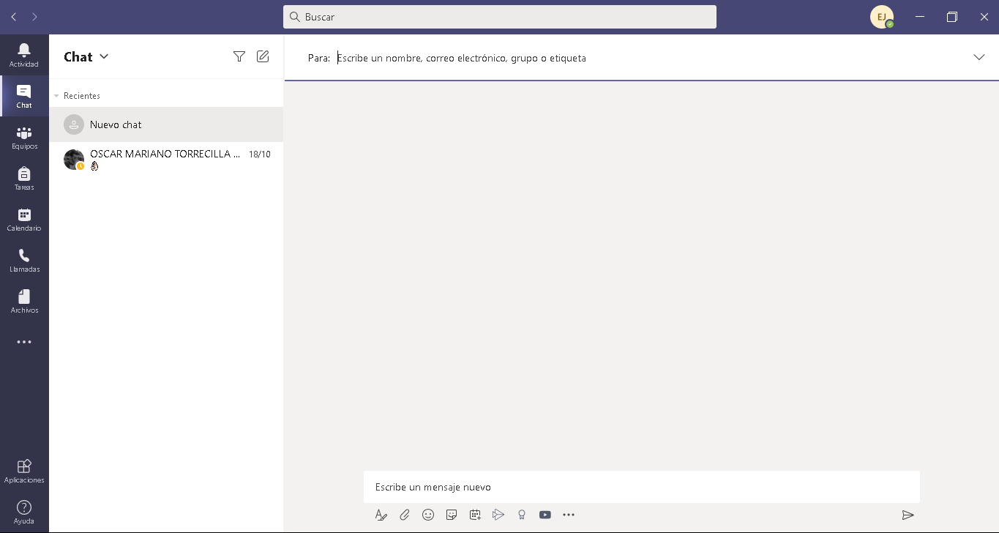 Buscar
EJ
Actividad
Chat
Equipos
Tareas
Calendario
Llamadas
Archivos
Aplicaciones
Ayuda
Chat
Recientes
Nuevo chat
OSCAR MARIANO TORRECILLA ... 18/10
Para: Escribe un nombre, correo electrónico, grupo o etiqueta
Escribe un mensaje nuevo